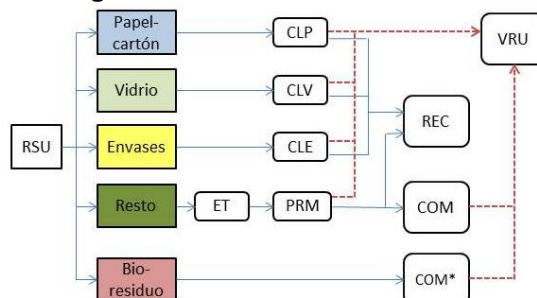 Papel-
cartón
CLP
VRU
Vidrio
CLV
REC
RSU
Envases
CLE
Resto
ET
PRM
COM
Bio-
residuo
COM*